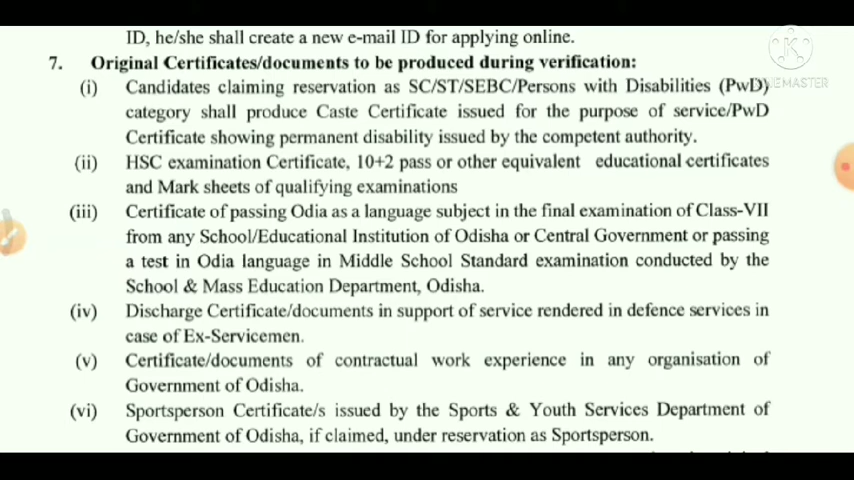 ID, he/she shall create a new e-mail ID for applying online.
7. Original Certificates/documents to be produced during verification:
(i) Candidates claiming reservation as SC/ST/SEBC/Persons with Disabilities (PwD)
category shall produce Caste Certificate issued for the purpose of service/PwD
Certificate showing permanent disability issued by the competent authority.
(ii) HSC examination Certificate, 10+2 pass or other equivalent educational certificates
and Mark sheets of qualifying examinations
(iii) Certificate of passing Odia as a language subject in the final examination of Class-VII
from any School/Educational Institution of Odisha or Central Government or passing
a test in Odia language in Middle School Standard examination conducted by the
School & Mass Education Department, Odisha.
(iv) Discharge Certificate/documents in support of service rendered in defence services in
case of Ex-Servicemen.
(v) Certificate/documents of contractual work experience in any organisation of
Government of Odisha.
(vi) Sportsperson Certificate/s issued by the Sports & Youth Services Department of
Government of Odisha, if claimed, under reservation as Sportsperson.